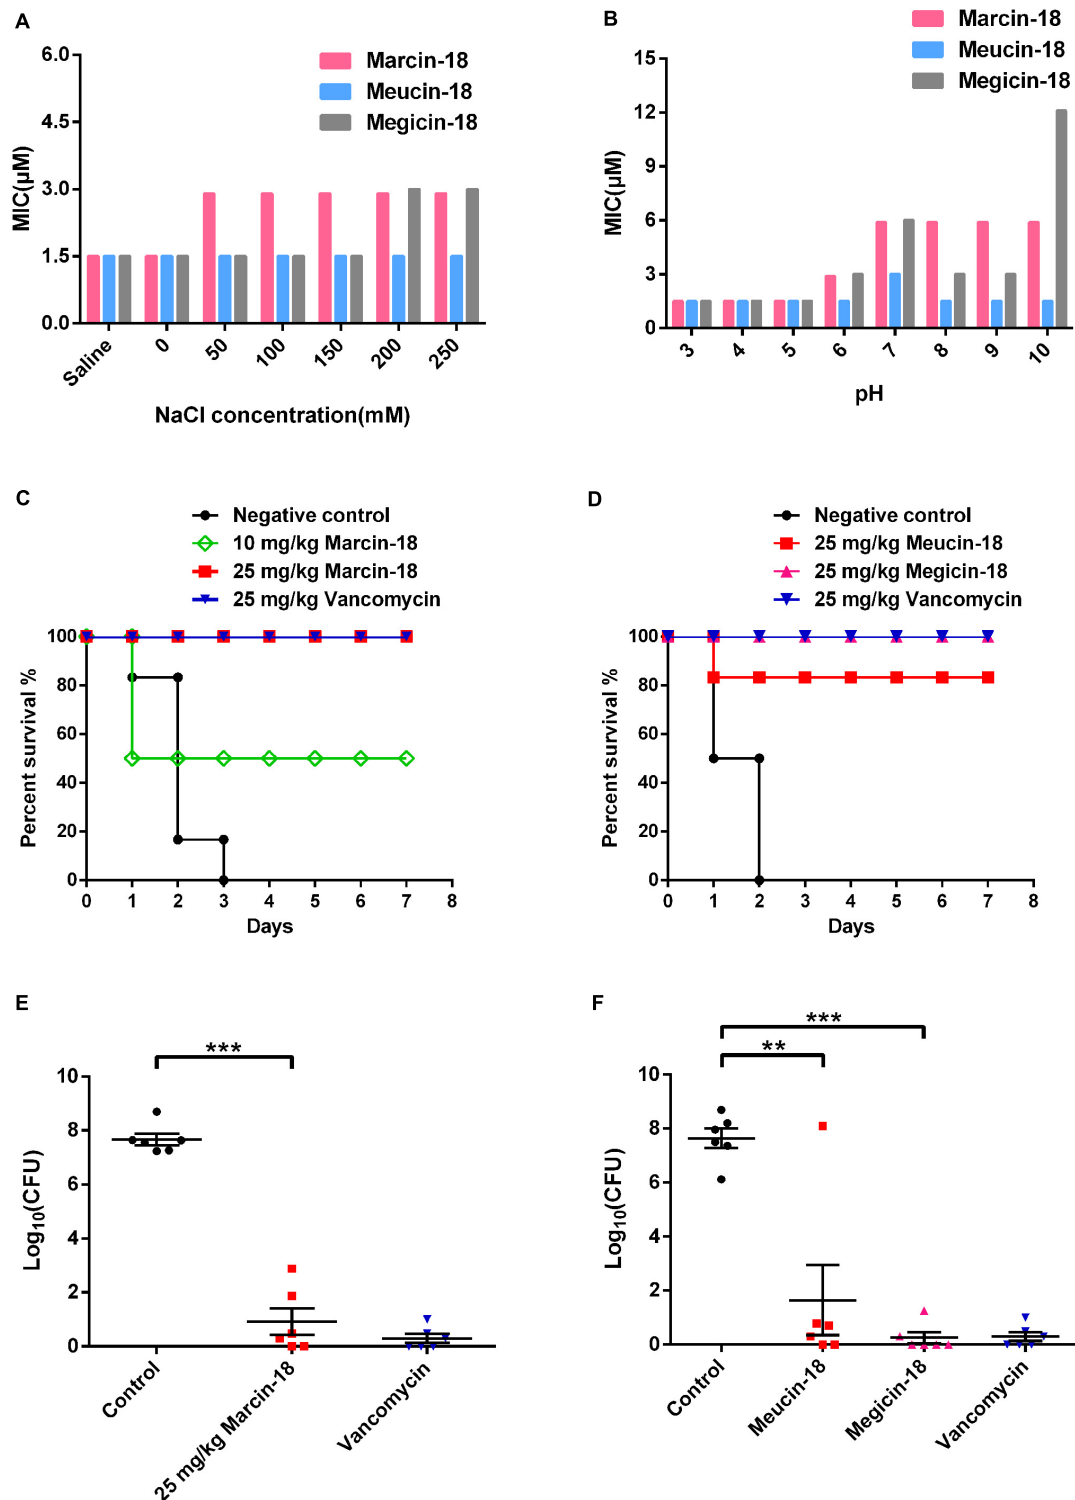 A
Marcin-18
Meucin-18
Megicin-18
MIC(μM)
6.0
4.5
3.0
1.5
0.0
Saline
0
50
100
150
200
250
NaCl concentration(mM)
B
Marcin-18
Meucin-18
Megicin-18
MIC(μM)
15
12
9
6
3
0
3
4
5
6
7
8
9
10
pH
C
Negative control
10 mg/kg Marcin-18
25 mg/kg Marcin-18
25 mg/kg Vancomycin
Percent survival %
100
80
60
40
20
0
0 1 2 3 4 5 6 7 8
Days
D
Negative control
25 mg/kg Meucin-18
25 mg/kg Megicin-18
25 mg/kg Vancomycin
Percent survival %
100
80
60
40
20
0
0 1 2 3 4 5 6 7 8
Days
E
***
Log10(CFU)
10
8
6
4
2
0
Control
25 mg/kg Marcin-18
Vancomycin
F
***
**
Log10(CFU)
10
8
6
4
2
0
Control
Meucin-18
Megicin-18
Vancomycin